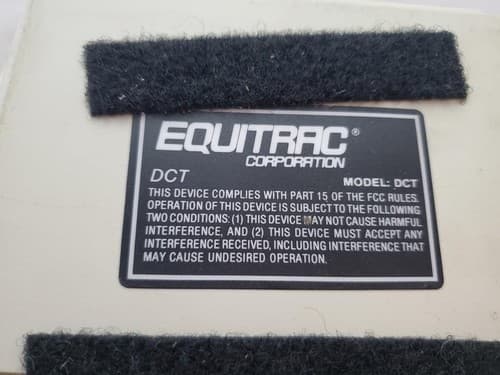 EQUITRAC®
CORPORATION
DCT
MODEL: DCT
THIS DEVICE COMPLIES WITH PART 15 OF THE FCC RULES.
OPERATION OF THIS DEVICE IS SUBJECT TO THE FOLLOWING
TWO CONDITIONS: (1) THIS DEVICE MAY NOT CAUSE HARMFUL
INTERFERENCE, AND (2) THIS DEVICE MUST ACCEPT ANY
INTERFERENCE RECEIVED, INCLUDING INTERFERENCE THAT
MAY CAUSE UNDESIRED OPERATION.